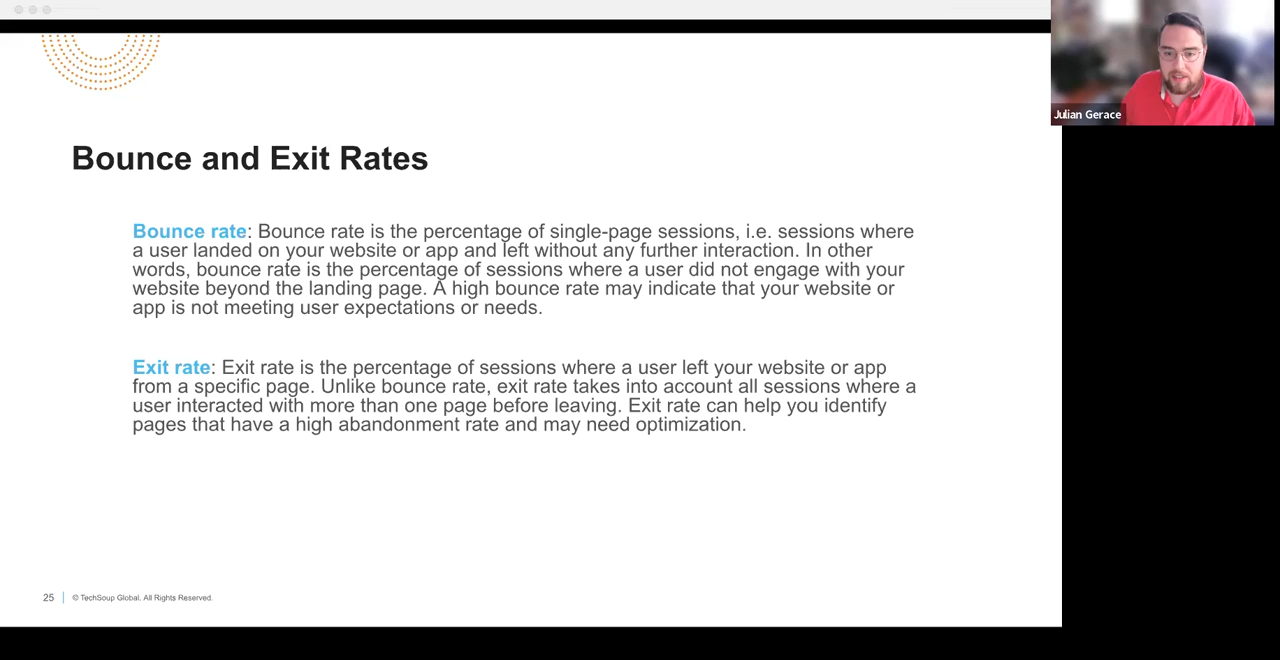 Julian Gerace
Bounce and Exit Rates
Bounce rate: Bounce rate is the percentage of single-page sessions, i.e. sessions where
a user landed on your website or app and left without any further interaction. In other
words, bounce rate is the percentage of sessions where a user did not engage with your
website beyond the landing page. A high bounce rate may indicate that your website or
app is not meeting user expectations or needs.
Exit rate: Exit rate is the percentage of sessions where a user left your website or app
from a specific page. Unlike bounce rate, exit rate takes into account all sessions where a
user interacted with more than one page before leaving. Exit rate can help you identify
pages that have a high abandonment rate and may need optimization.
25
© TechSoup Global. All Rights Reserved.